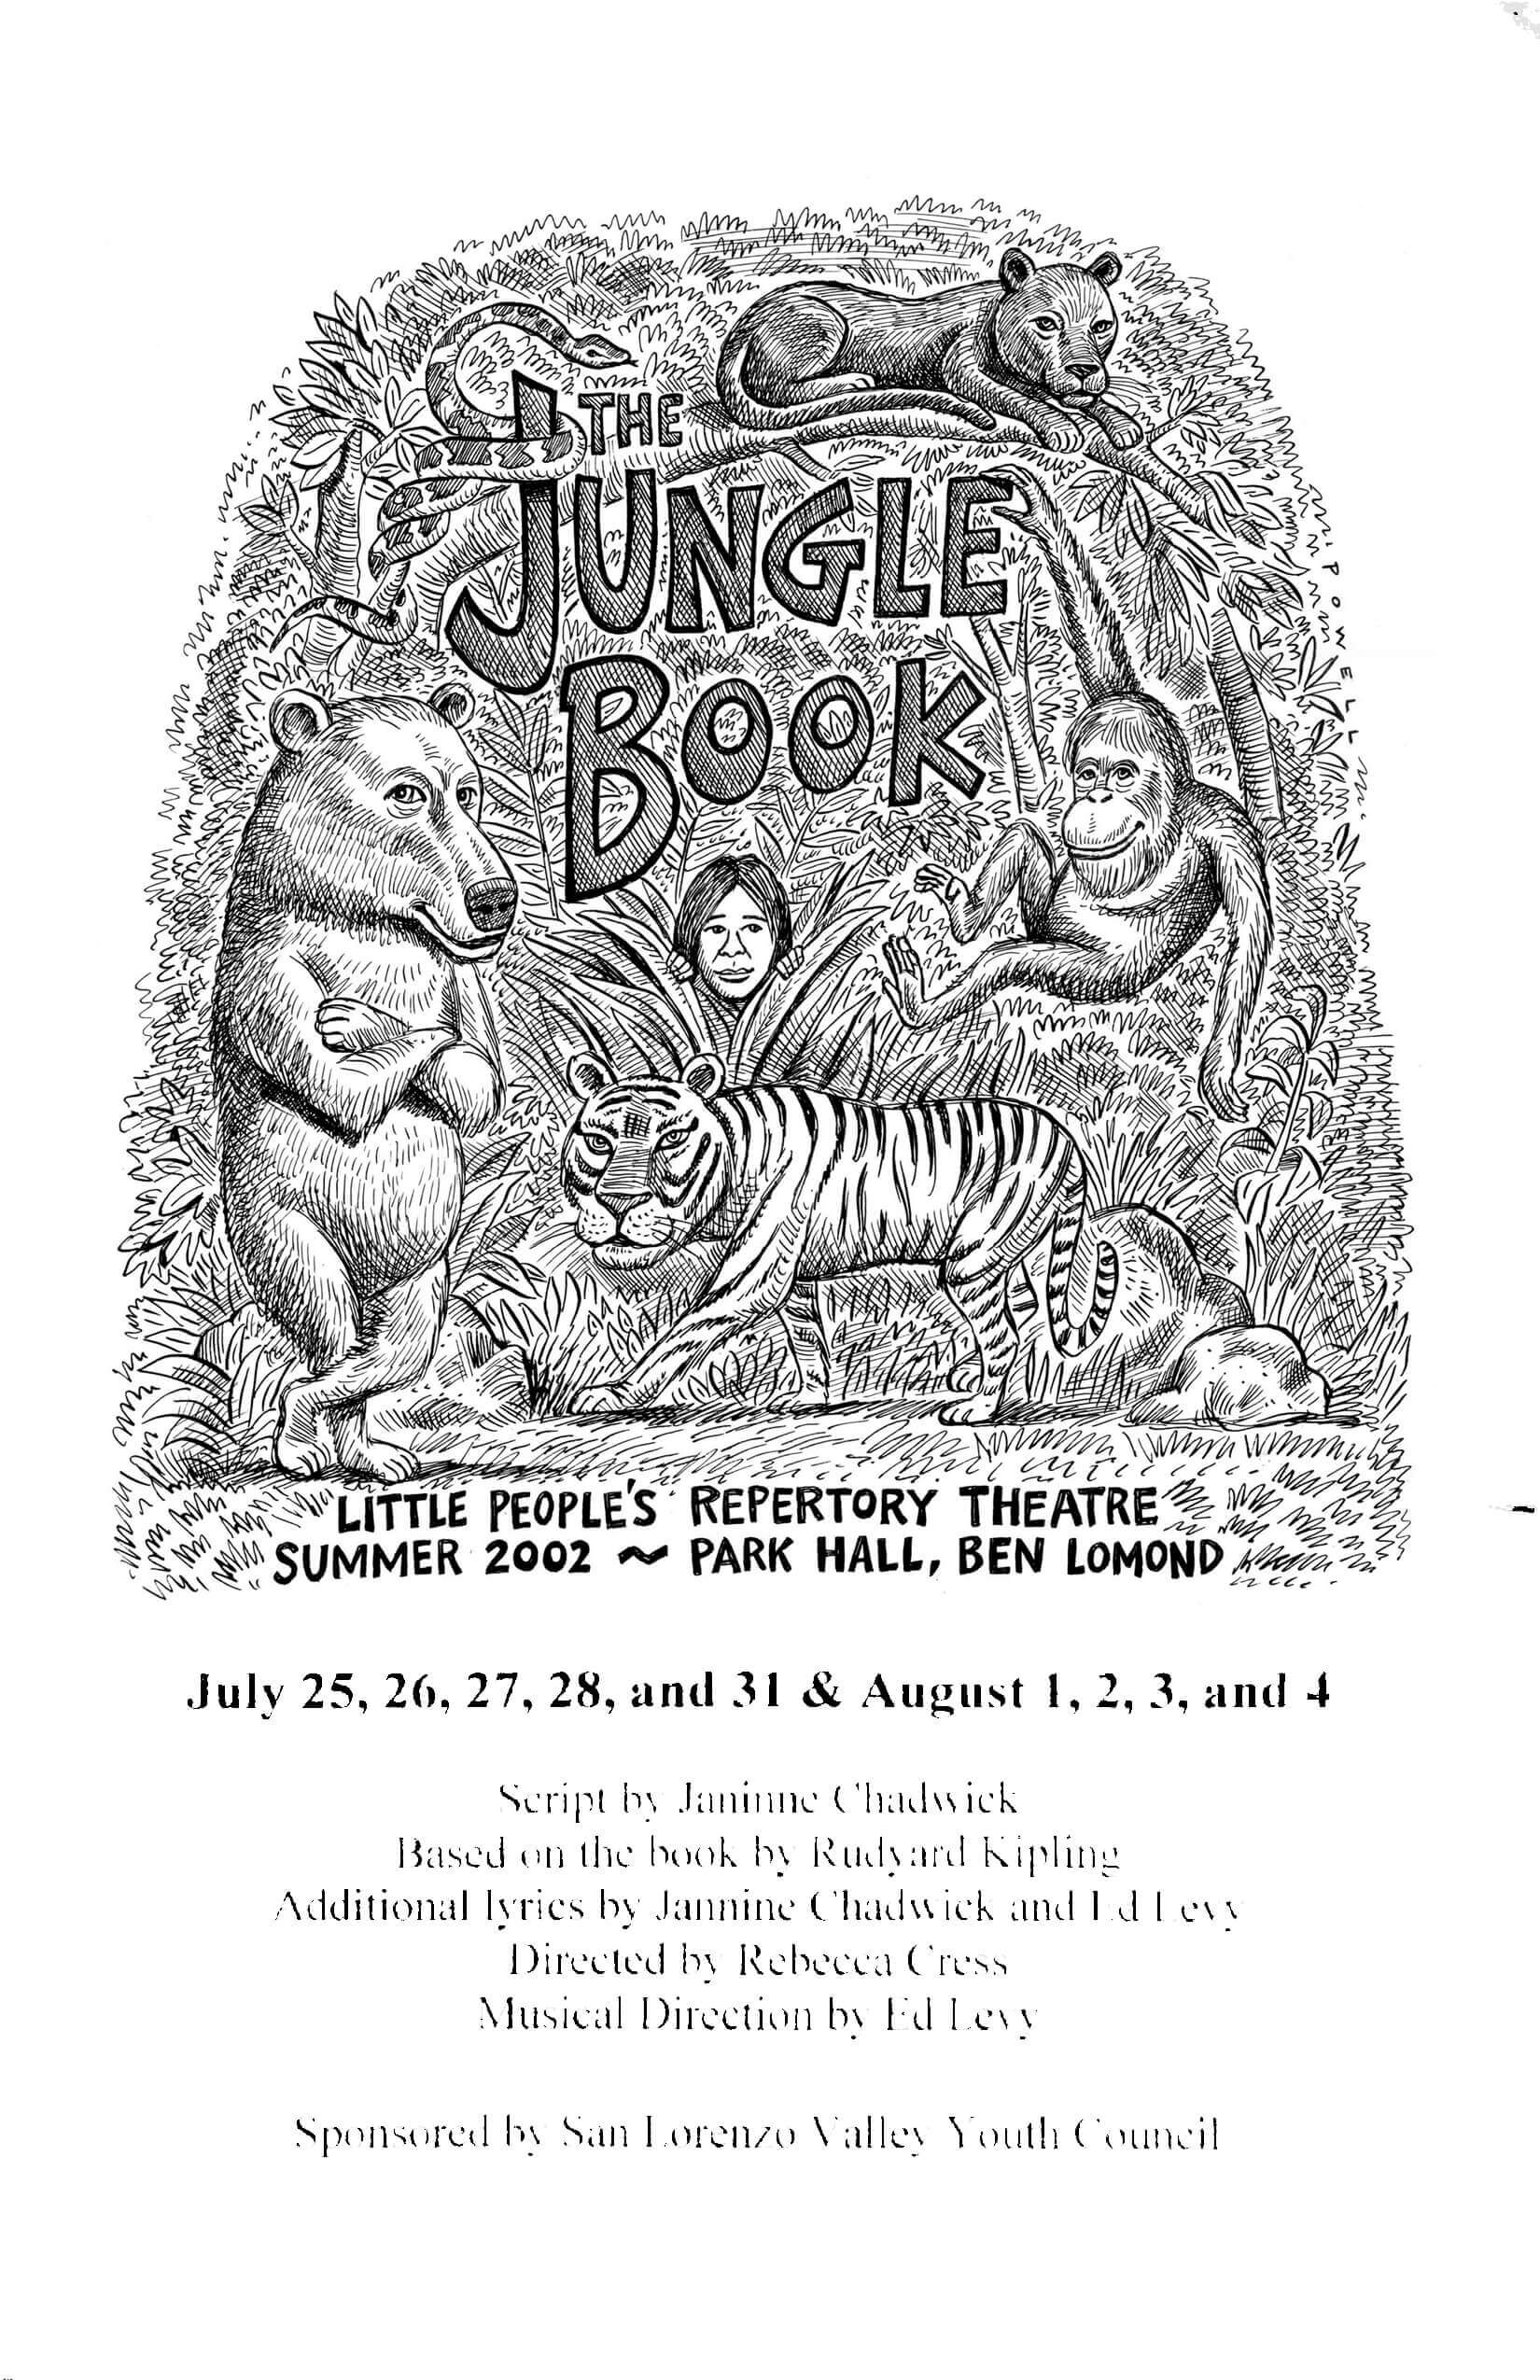 THE
JUNGLE
BOOK
POWELL
LITTLE PEOPLE'S REPERTORY THEATRE
SUMMER 2002 ~ PARK HALL, BEN LOMOND
July 25, 26, 27, 28, and 31 & August 1, 2, 3, and 4
Script by Janinne Chadwick
Based on the book by Rudyard Kipling
Additional lyrics by Jannine Chadwick and Ed Levy
Directed by Rebecca Cress
Musical Direction by Ed Levy
Sponsored by San Lorenzo Valley Youth Council